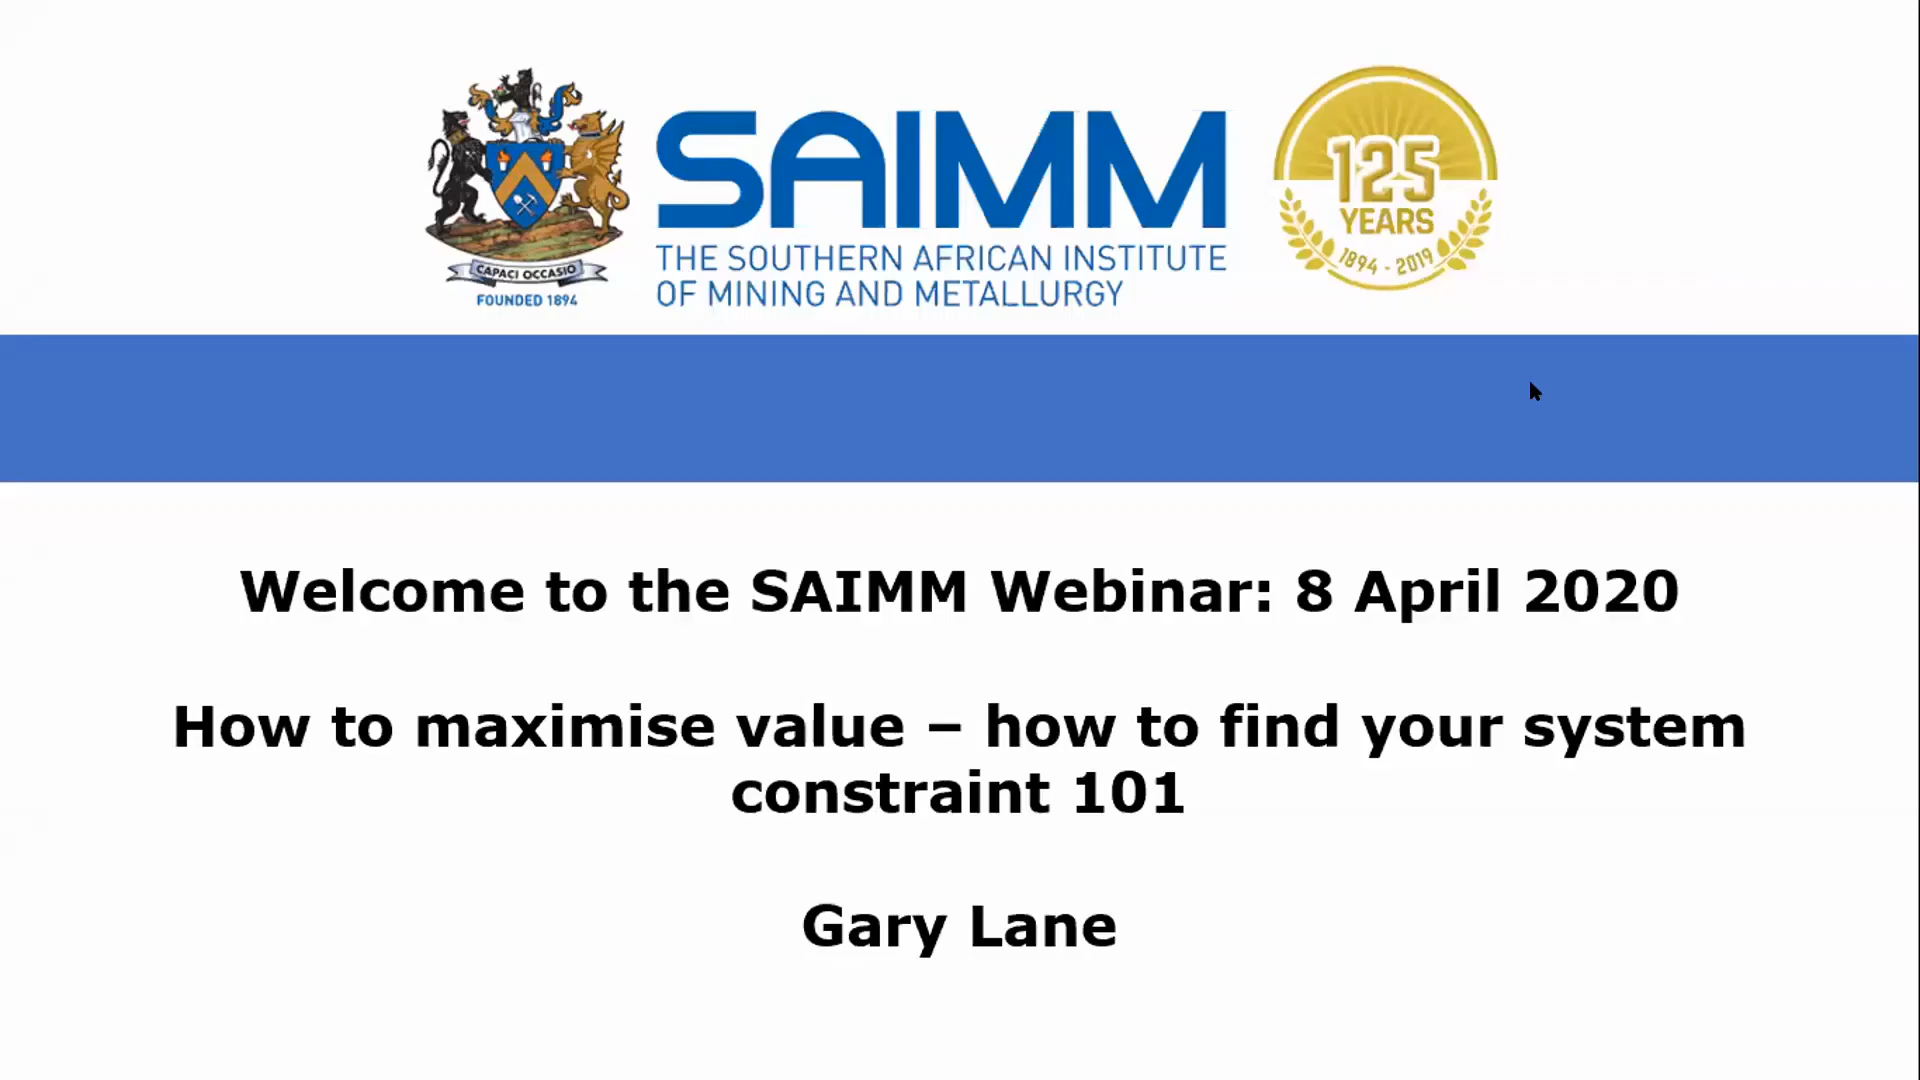 SAIMM
THE SOUTHERN AFRICAN INSTITUTE
OF MINING AND METALLURGY
CAPACI OCCASIO
FOUNDED 1894
125
YEARS
1894 - 2019
Welcome to the SAIMM Webinar: 8 April 2020
How to maximise value – how to find your system
constraint 101
Gary Lane